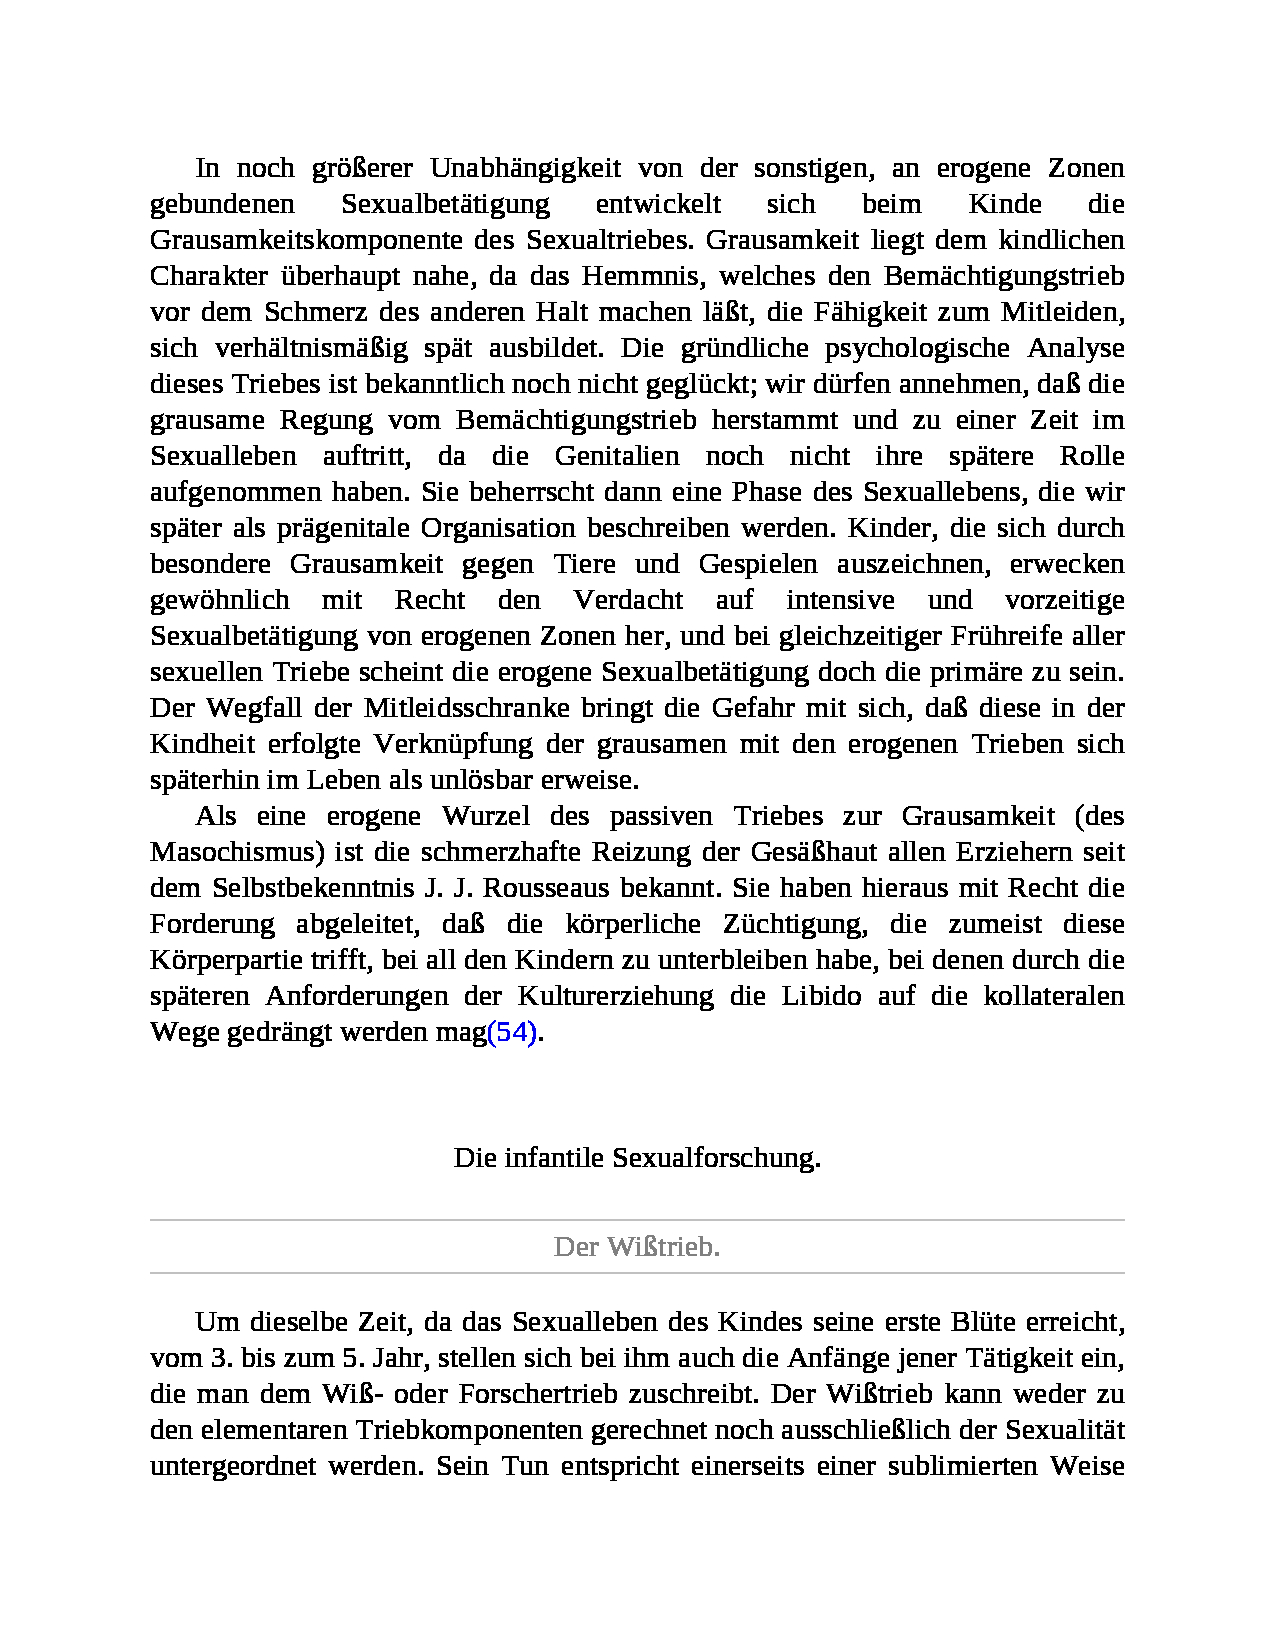 In noch größerer Unabhängigkeit von der sonstigen, an erogene Zonen
gebundenen Sexualbetätigung entwickelt sich beim Kinde die
Grausamkeitskomponente des Sexualtriebes. Grausamkeit liegt dem kindlichen
Charakter überhaupt nahe, da das Hemmnis, welches den Bemächtigungstrieb
vor dem Schmerz des anderen Halt machen läßt, die Fähigkeit zum Mitleiden,
sich verhältnismäßig spät ausbildet. Die gründliche psychologische Analyse
dieses Triebes ist bekanntlich noch nicht geglückt; wir dürfen annehmen, daß die
grausame Regung vom Bemächtigungstrieb herstammt und zu einer Zeit im
Sexualleben auftritt, da die Genitalien noch nicht ihre spätere Rolle
aufgenommen haben. Sie beherrscht dann eine Phase des Sexuallebens, die wir
später als prägenitale Organisation beschreiben werden. Kinder, die sich durch
besondere Grausamkeit gegen Tiere und Gespielen auszeichnen, erwecken
gewöhnlich mit Recht den Verdacht auf intensive und vorzeitige
Sexualbetätigung von erogenen Zonen her, und bei gleichzeitiger Frühreife aller
sexuellen Triebe scheint die erogene Sexualbetätigung doch die primäre zu sein.
Der Wegfall der Mitleidsschranke bringt die Gefahr mit sich, daß diese in der
Kindheit erfolgte Verknüpfung der grausamen mit den erogenen Trieben sich
späterhin im Leben als unlösbar erweise.
Als eine erogene Wurzel des passiven Triebes zur Grausamkeit (des
Masochismus) ist die schmerzhafte Reizung der Gesäßhaut allen Erziehern seit
dem Selbstbekenntnis J. J. Rousseaus bekannt. Sie haben hieraus mit Recht die
Forderung abgeleitet, daß die körperliche Züchtigung, die zumeist diese
Körperpartie trifft, bei all den Kindern zu unterbleiben habe, bei denen durch die
späteren Anforderungen der Kulturerziehung die Libido auf die kollateralen
Wege gedrängt werden mag(54).
Die infantile Sexualforschung.
Der Wißtrieb.
Um dieselbe Zeit, da das Sexualleben des Kindes seine erste Blüte erreicht,
vom 3. bis zum 5. Jahr, stellen sich bei ihm auch die Anfänge jener Tätigkeit ein,
die man dem Wiß- oder Forschertrieb zuschreibt. Der Wißtrieb kann weder zu
den elementaren Triebkomponenten gerechnet noch ausschließlich der Sexualität
untergeordnet werden. Sein Tun entspricht einerseits einer sublimierten Weise